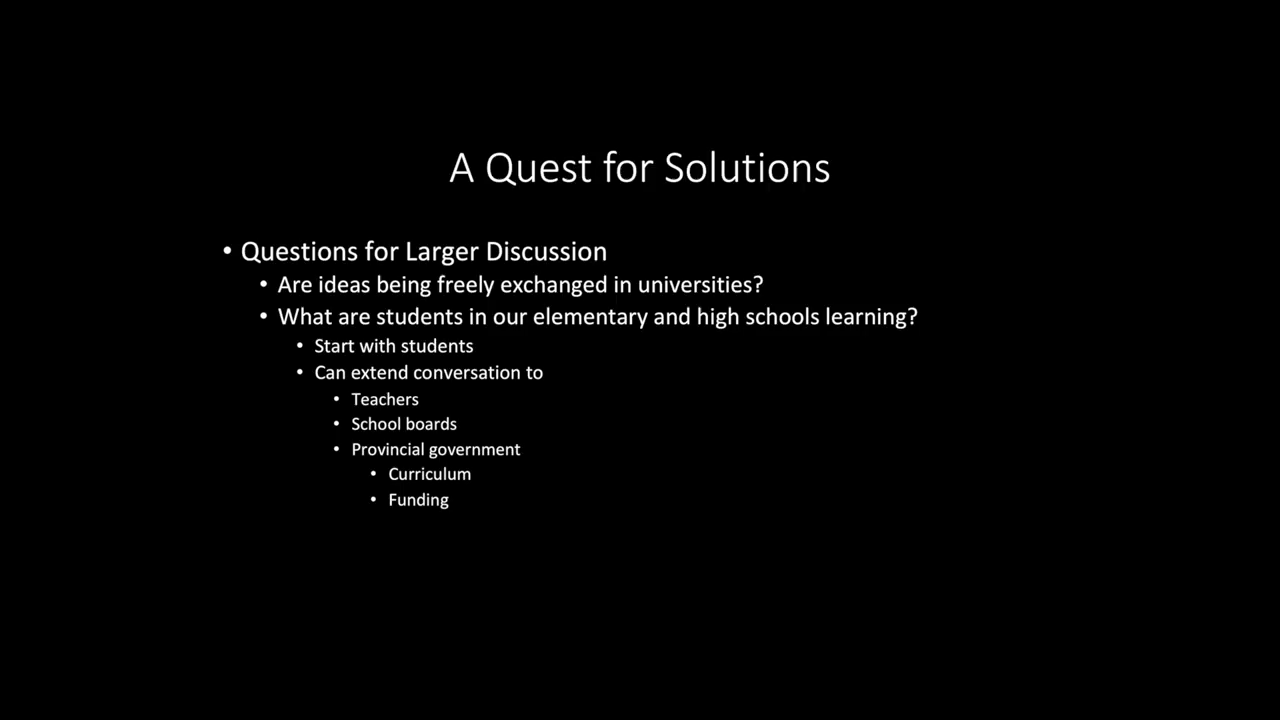 A Quest for Solutions
• Questions for Larger Discussion
• Are ideas being freely exchanged in universities?
• What are students in our elementary and high schools learning?
• Start with students
• Can extend conversation to
• Teachers
• School boards
• Provincial government
• Curriculum
• Funding